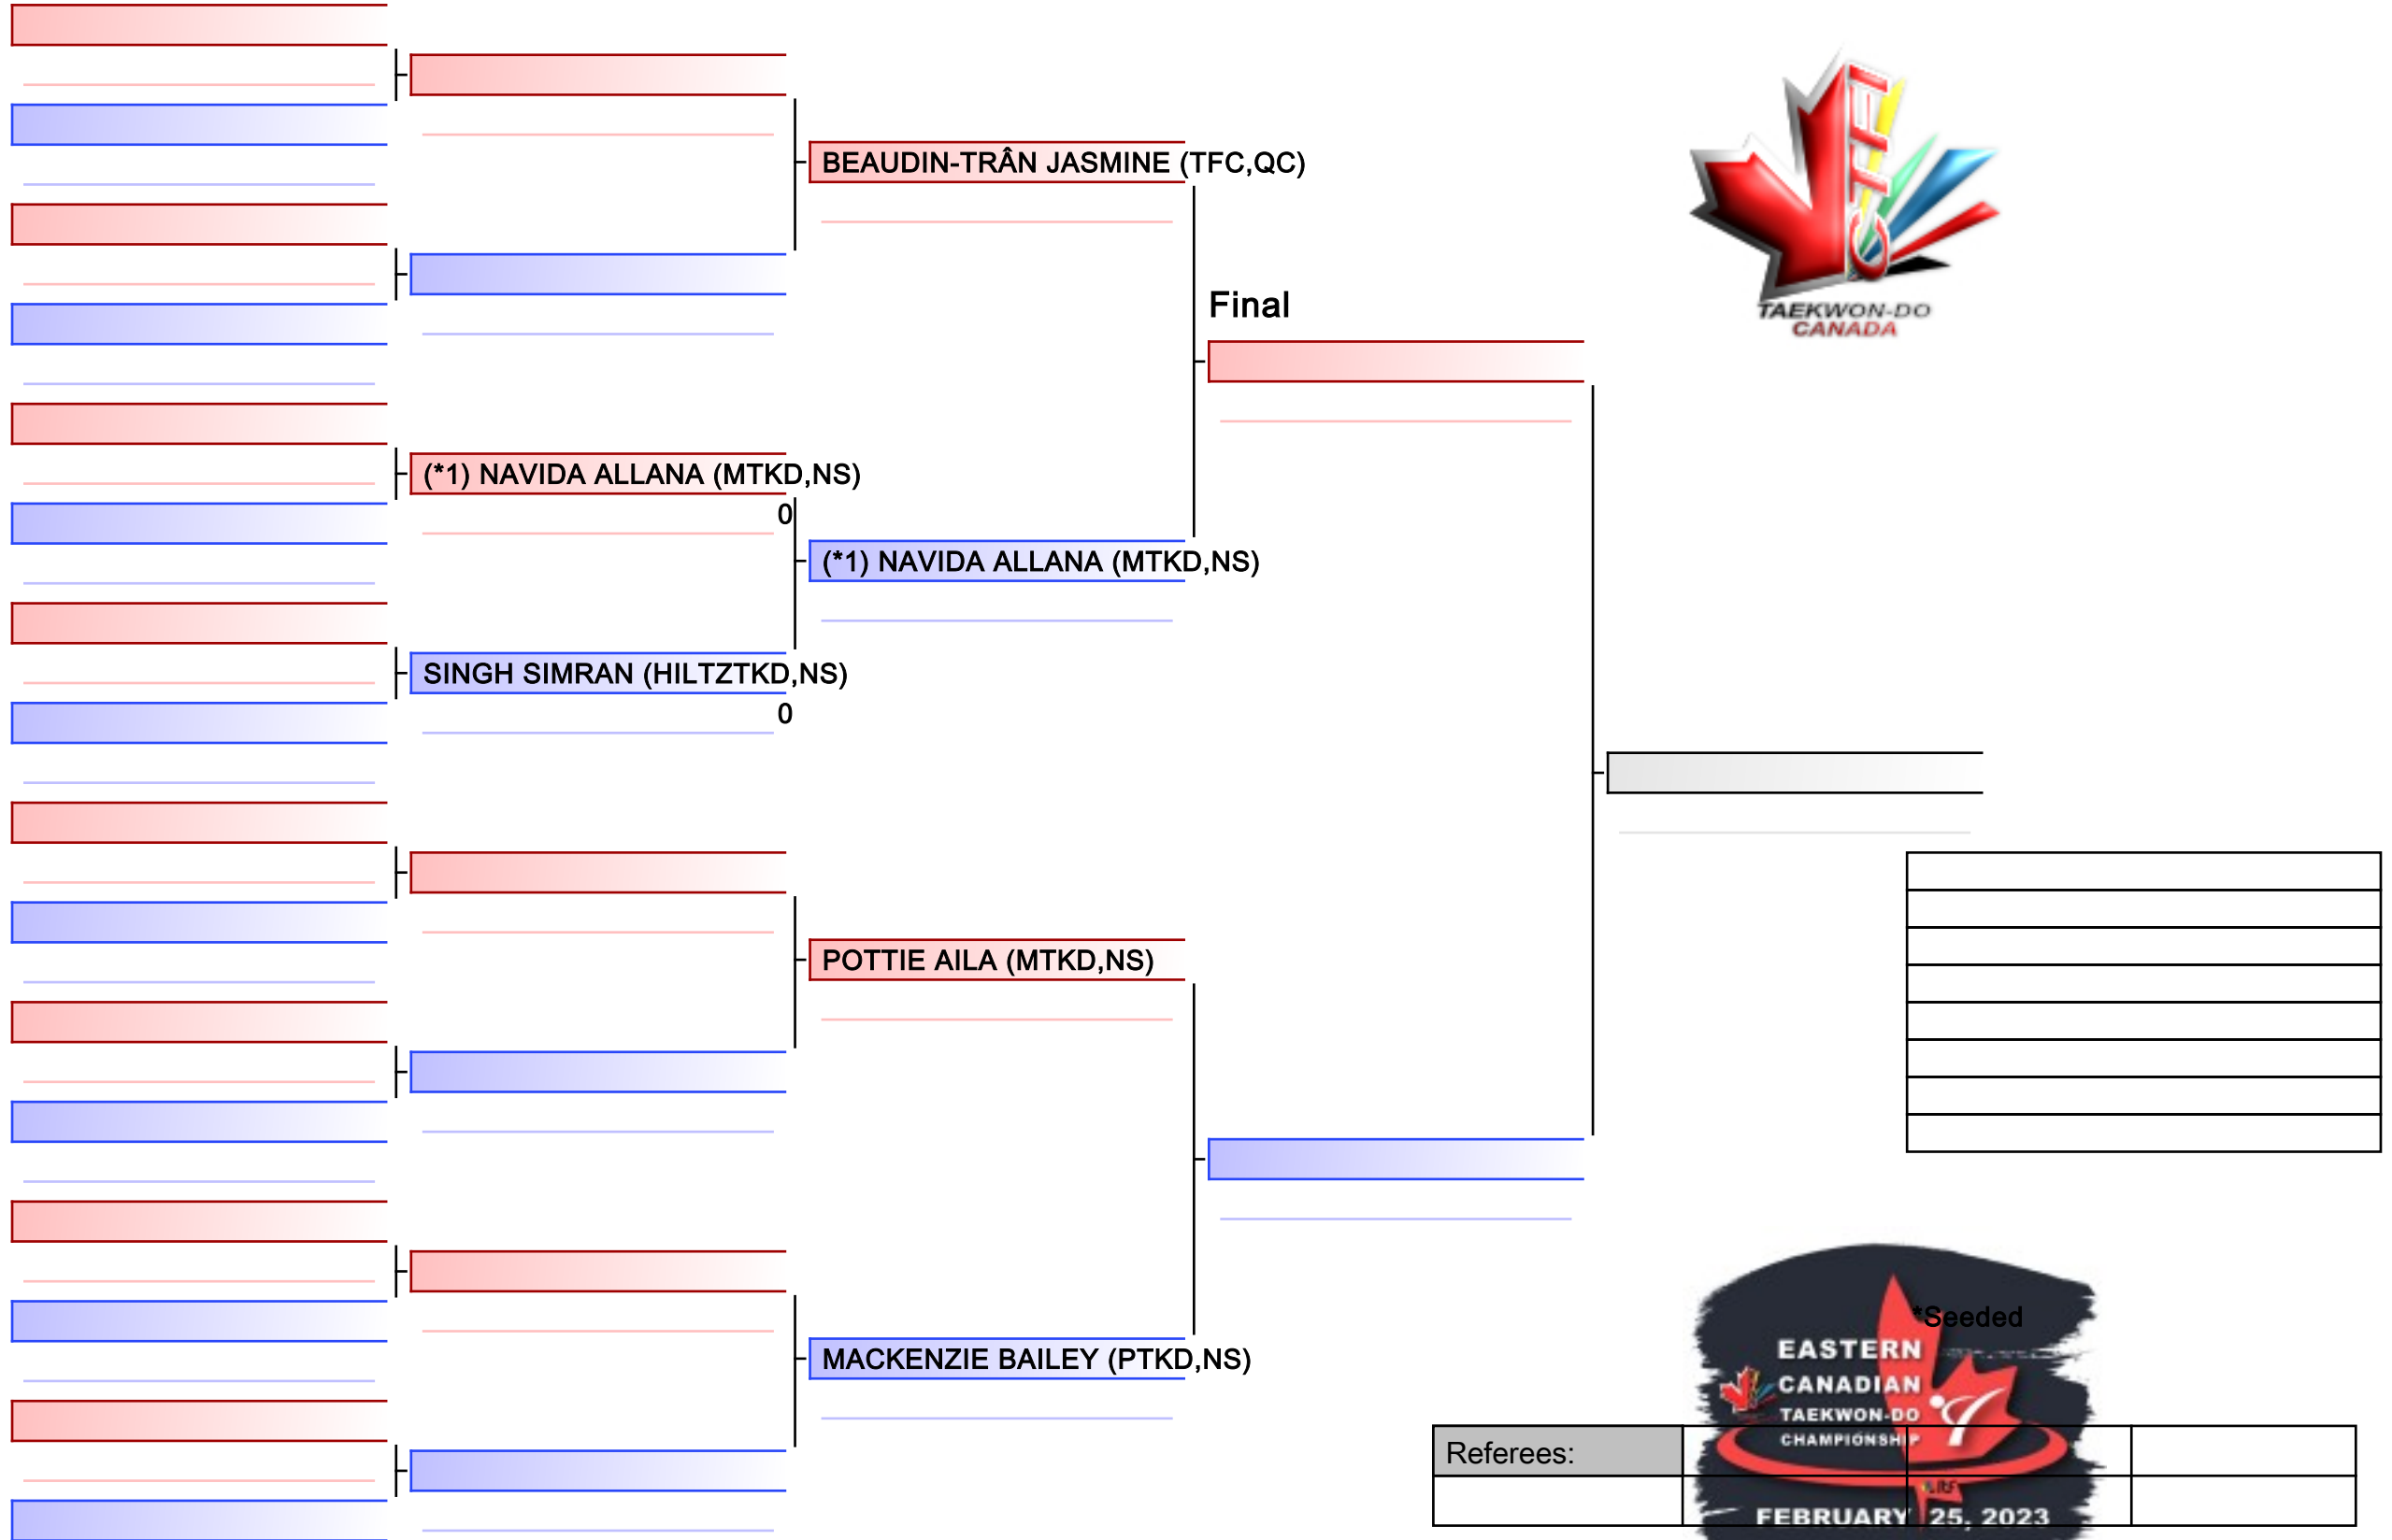 BEAUDIN-TRÂN JASMINE (TFC,QC)
CTFI
TAEKWON-DO
CANADA
Final
(*1) NAVIDA ALLANA (MTKD,NS)
0
(*1) NAVIDA ALLANA (MTKD,NS)
SINGH SIMRAN (HILTZTKD,NS)
0
POTTIE AILA (MTKD,NS)
MACKENZIE BAILEY (PTKD,NS)
*Seeded
EASTERN
CANADIAN
TAEKWON-DO
CHAMPIONSHIP
Referees:
FEBRUARY 25, 2023